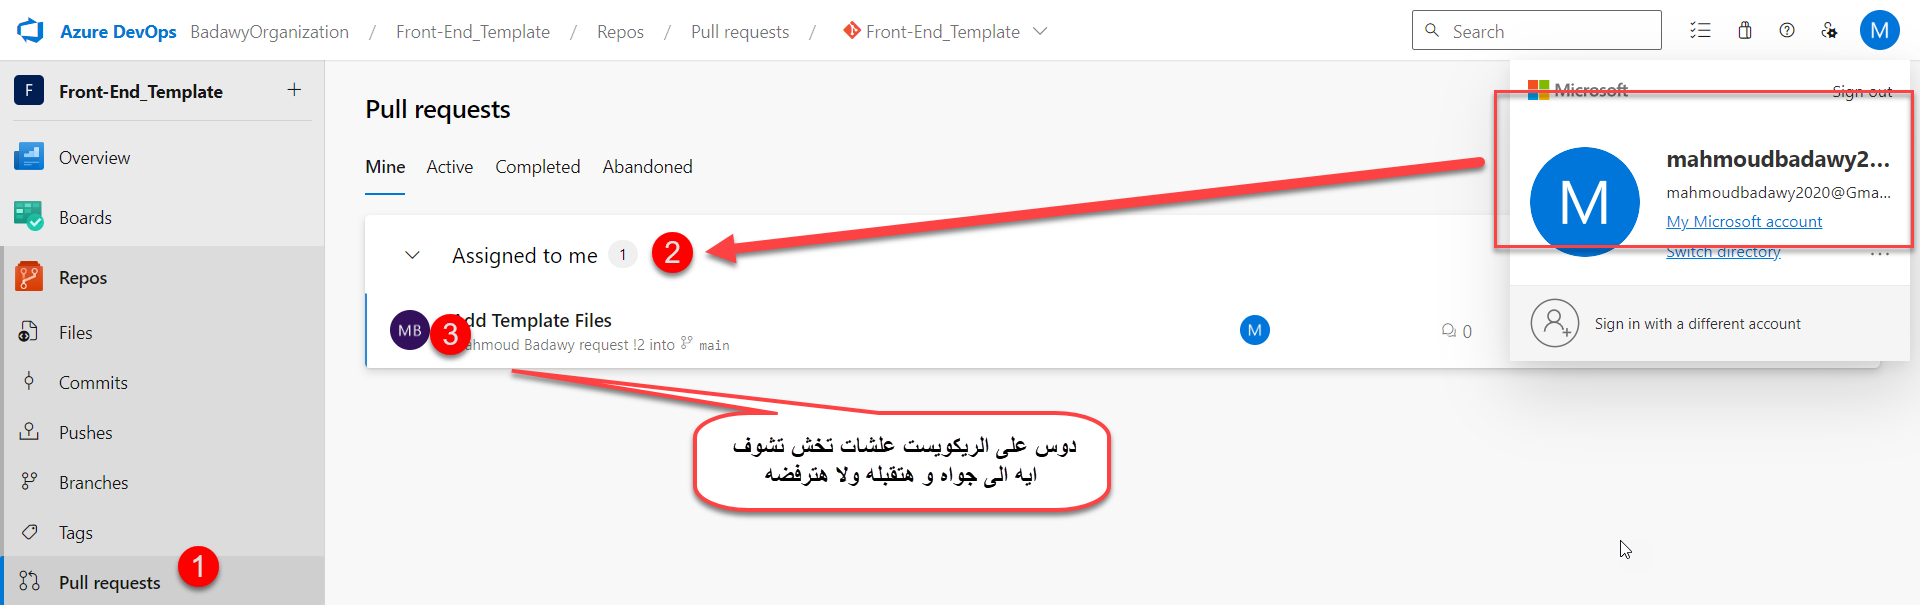 Azure DevOps BadawyOrganization / Front-End_Template / Repos / Pull requests / Front-End_Template
Search
M
F Front-End_Template +
Overview
Boards
Repos
Files
Commits
Pushes
Branches
Tags
Pull requests
1
Pull requests
Mine Active Completed Abandoned
Assigned to me 1
2
MB
3
dd Template Files
ahmoud Badawy request !2 into main
M
0
دوس على الريكويست علشات تخش تشوف
ايه الى جواه و هتقبله ولا هترفضه
Microsoft
Sign out
M
mahmoudbadawy2...
mahmoudbadawy2020@Gma...
My Microsoft account
Switch directory
...
Sign in with a different account